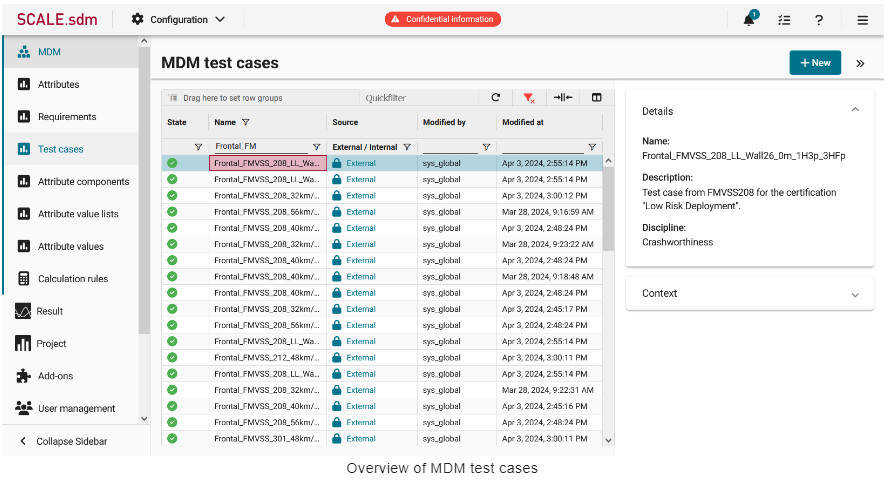 SCALE.sdm
Configuration
Confidential information
1
?
MDM
Attributes
Requirements
Test cases
Attribute components
Attribute value lists
Attribute values
Calculation rules
Result
Project
Add-ons
User management
Collapse Sidebar
MDM test cases
+ New
Drag here to set row groups
Quickfilter
State Name Source Modified by Modified at
Frontal_FM External / Internal
Frontal_FMVSS_208_LL_Wa... External sys_global Apr 3, 2024, 2:55:14 PM
Frontal_FMVSS_208_LL_Wa... External sys_global Apr 3, 2024, 2:55:14 PM
Frontal_FMVSS_208_32km/... External sys_global Apr 3, 2024, 3:00:12 PM
Frontal_FMVSS_208_56km/... External sys_global Mar 28, 2024, 9:16:59 AM
Frontal_FMVSS_208_40km/... External sys_global Apr 3, 2024, 2:48:24 PM
Frontal_FMVSS_208_32km/... External sys_global Mar 28, 2024, 9:23:22 AM
Frontal_FMVSS_208_40km/... External sys_global Apr 3, 2024, 2:48:24 PM
Frontal_FMVSS_208_40km/... External sys_global Mar 28, 2024, 9:18:48 AM
Frontal_FMVSS_208_40km/... External sys_global Apr 3, 2024, 2:48:24 PM
Frontal_FMVSS_208_32km/... External sys_global Apr 3, 2024, 2:45:17 PM
Frontal_FMVSS_208_56km/... External sys_global Apr 3, 2024, 2:48:24 PM
Frontal_FMVSS_208_LL_Wa... External sys_global Apr 3, 2024, 2:55:14 PM
Frontal_FMVSS_212_48km/... External sys_global Apr 3, 2024, 3:00:11 PM
Frontal_FMVSS_208_LL_Wa... External sys_global Apr 3, 2024, 2:55:14 PM
Frontal_FMVSS_208_32km/... External sys_global Mar 28, 2024, 9:22:31 AM
Frontal_FMVSS_208_40km/... External sys_global Apr 3, 2024, 2:45:16 PM
Frontal_FMVSS_208_56km/... External sys_global Apr 3, 2024, 2:48:24 PM
Frontal_FMVSS_301_48km/... External sys_global Apr 3, 2024, 3:00:11 PM
Details
Name:
Frontal_FMVSS_208_LL_Wall26_0m_1H3p_3HFp
Description:
Test case from FMVSS208 for the certification
"Low Risk Deployment".
Discipline:
Crashworthiness
Context
Overview of MDM test cases